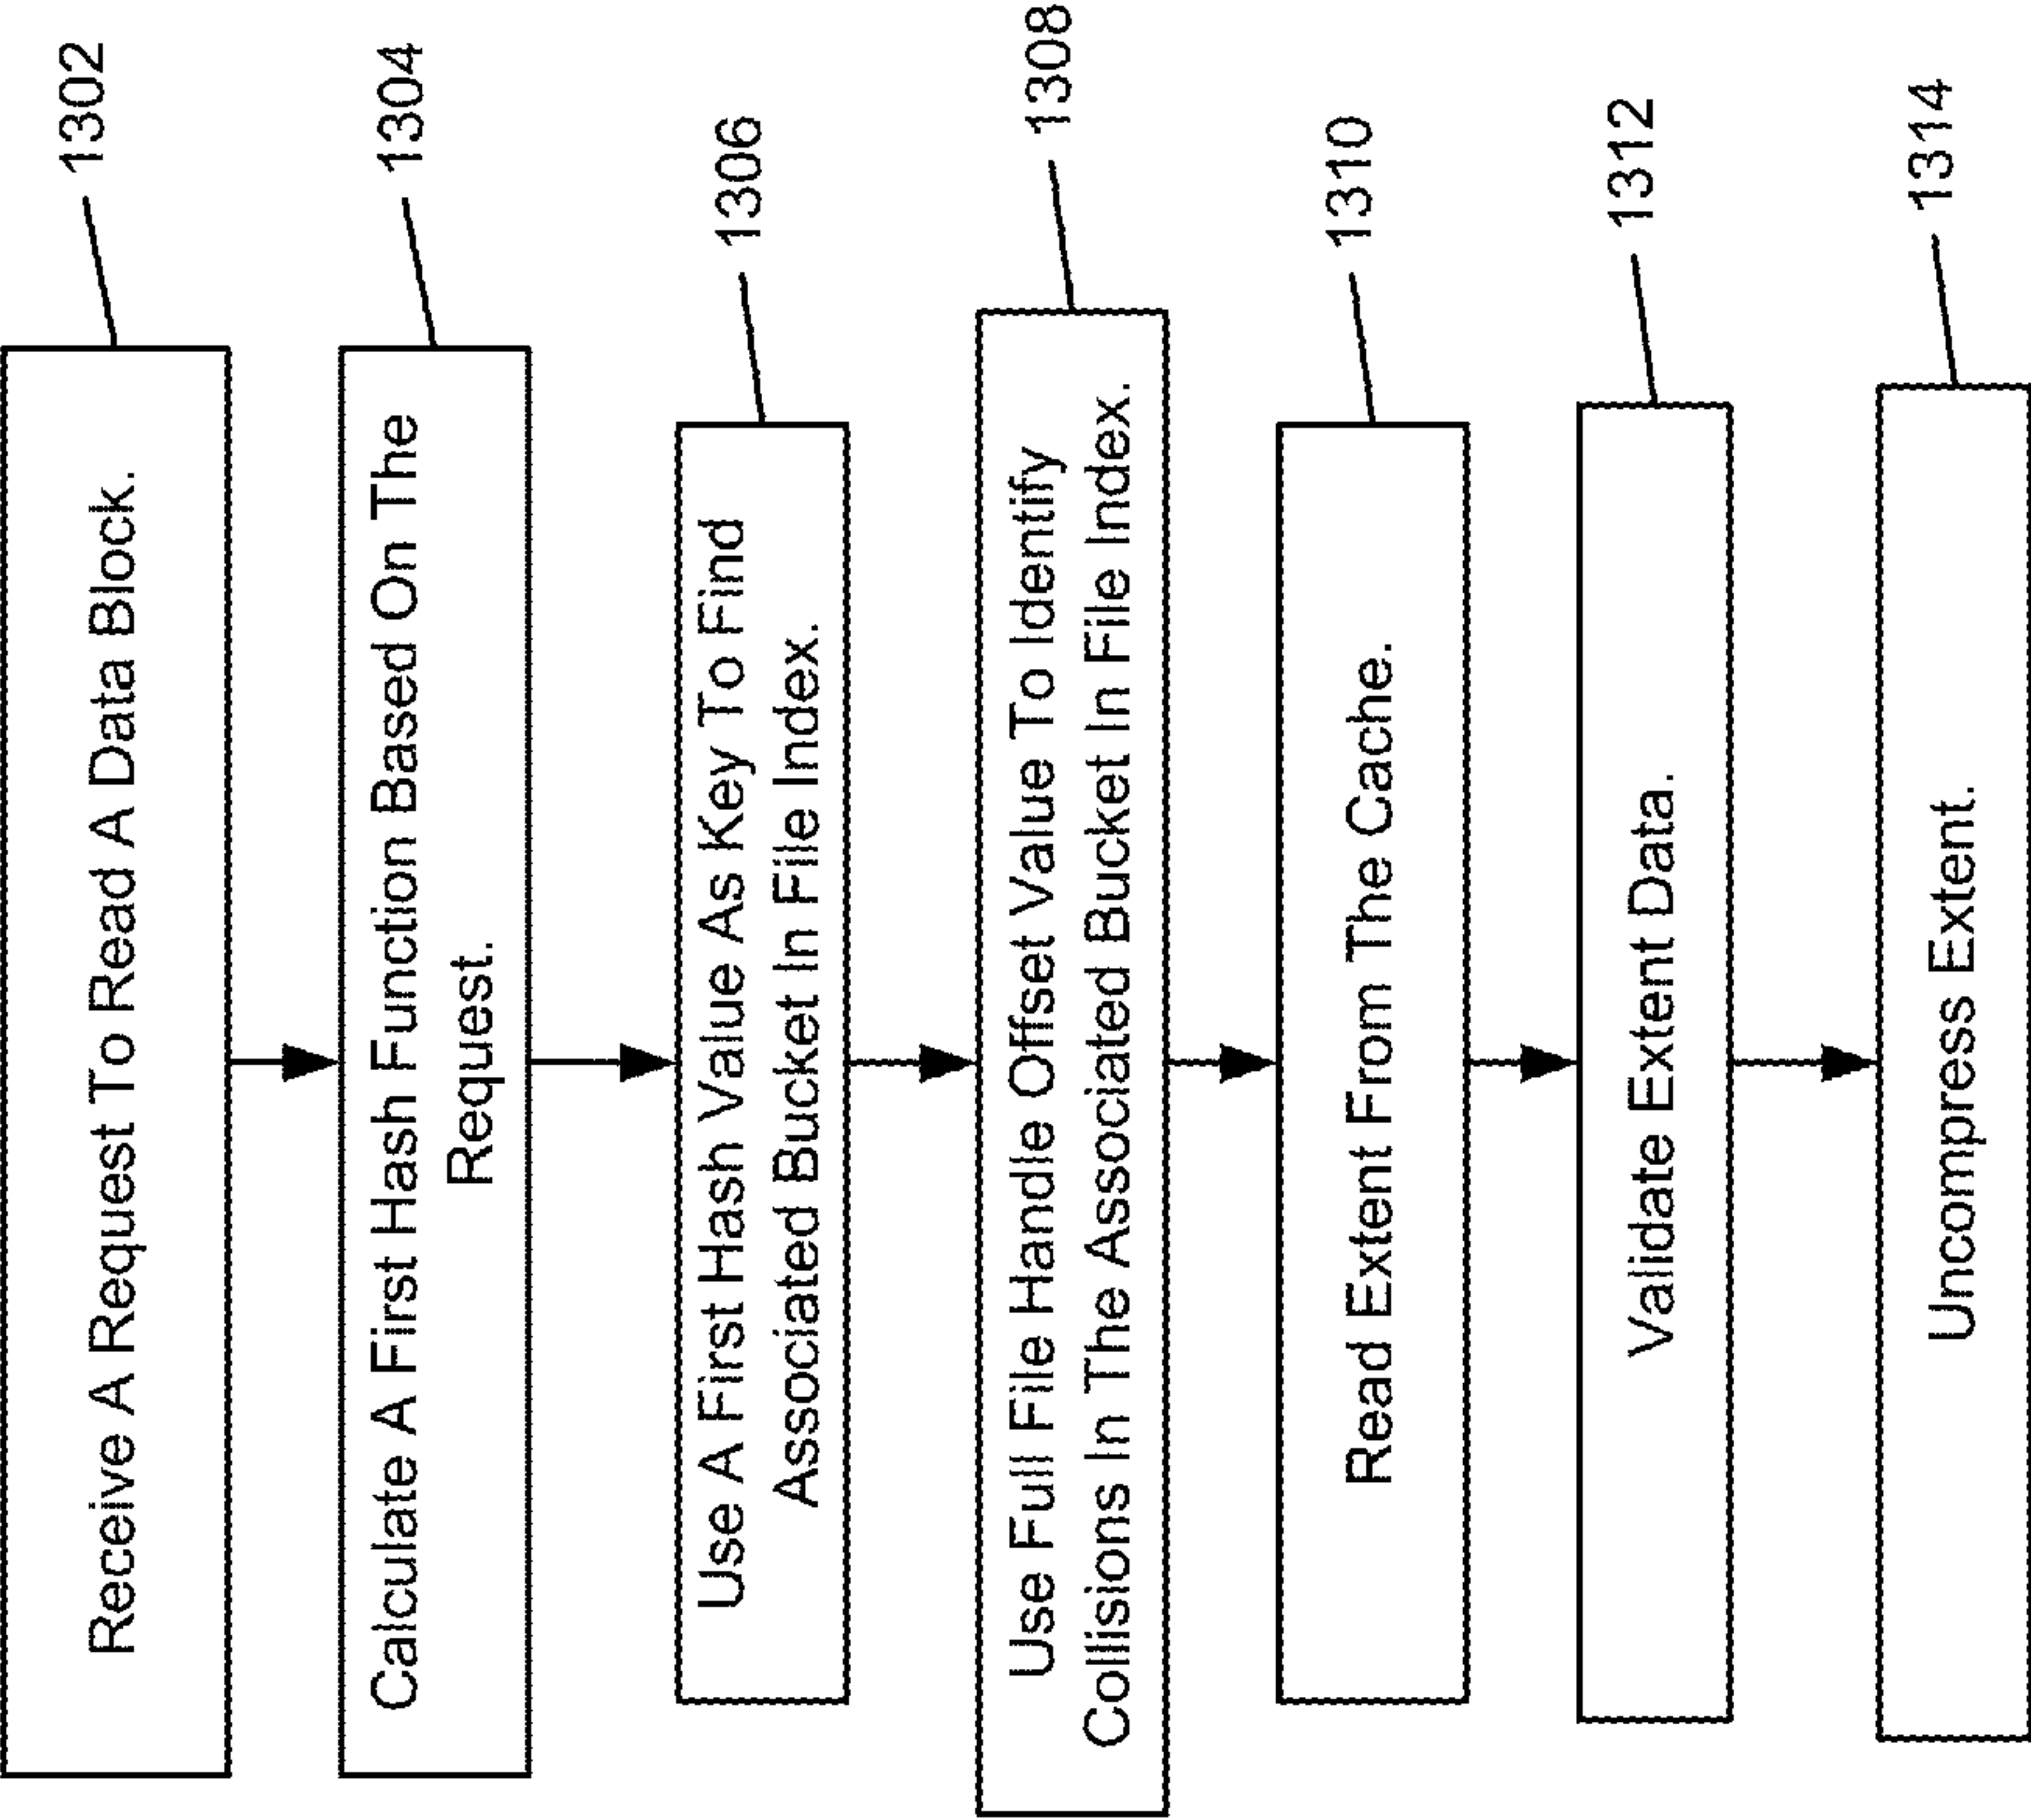 Receive A Request To Read A Data Block.
1302
Calculate A First Hash Function Based On The
Request.
1304
Use A First Hash Value As Key To Find
Associated Bucket In File Index.
1306
Use Full File Handle Offset Value To Identify
Collisions In The Associated Bucket In File Index.
1308
Read Extent From The Cache.
1310
Validate Extent Data.
1312
Uncompress Extent.
1314